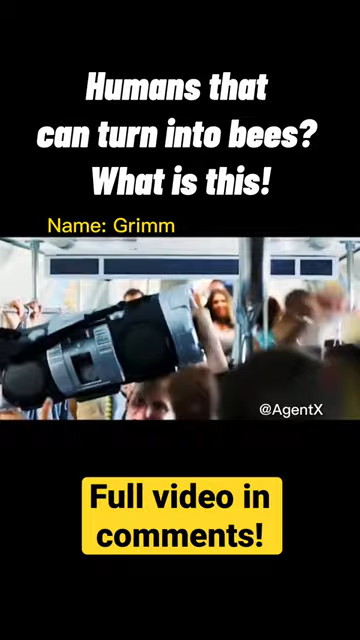 Humans that
can turn into bees?
What is this!
Name: Grimm
@AgentX
Full video in
comments!